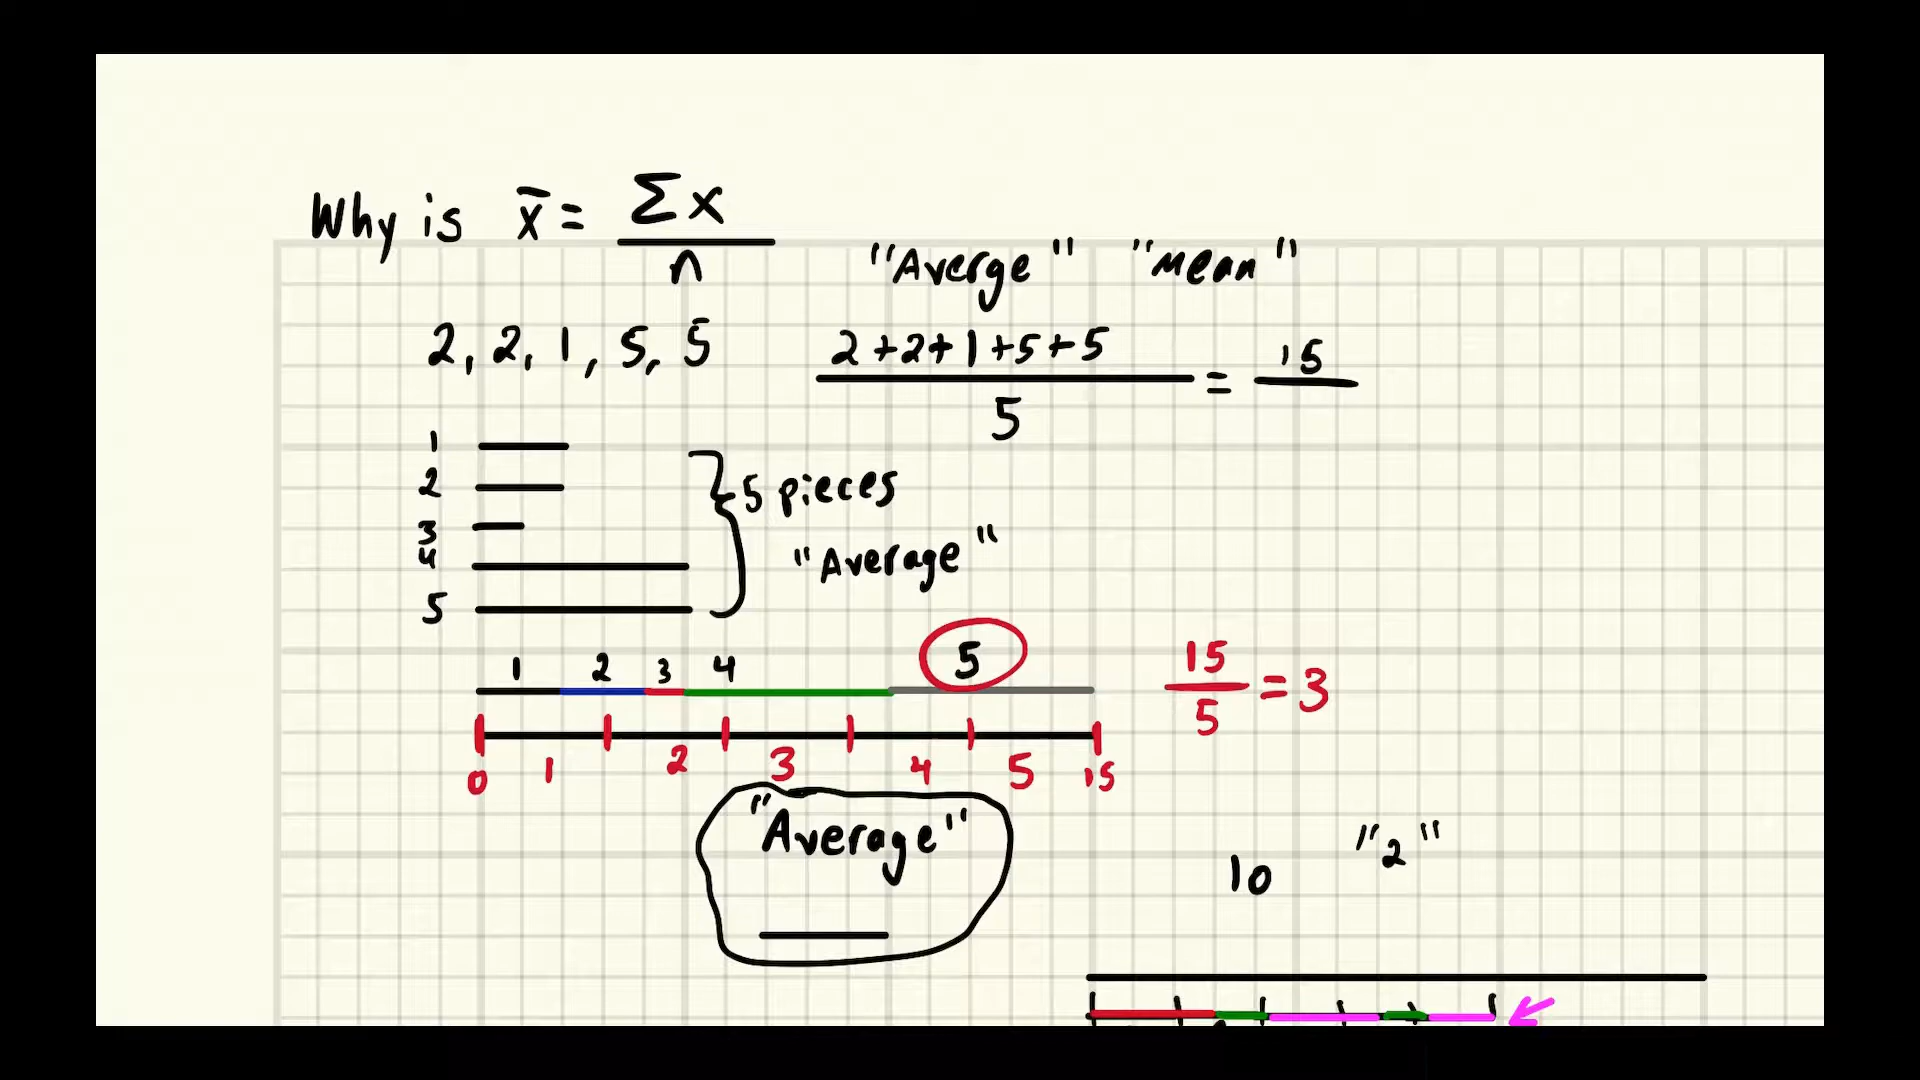 Why is x̄ = Σx / n
"Averge" "Mean"
2, 2, 1, 5, 5
2+2+1+5+5 / 5 = 15
1
2
3
4
5
5 pieces
"Average"
1 2 3 4 5
15 / 5 = 3
0 1 2 3 4 5 15
"Average"
10 "2"